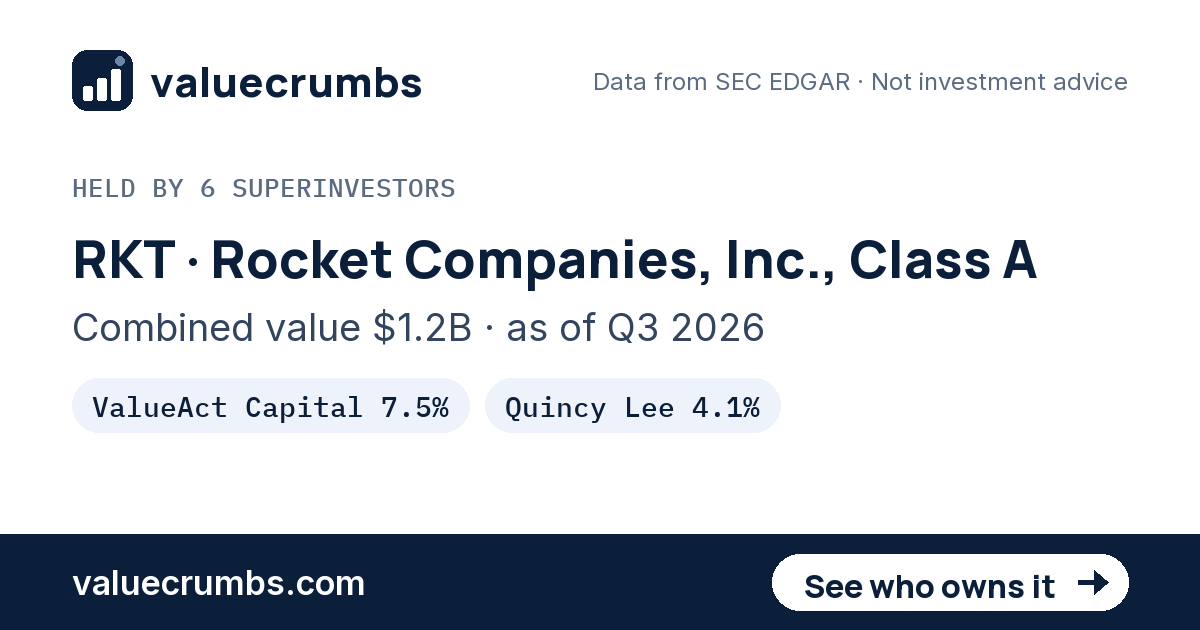 valuecrumbs
Data from SEC EDGAR · Not investment advice
HELD BY 6 SUPERINVESTORS
RKT · Rocket Companies, Inc., Class A
Combined value $1.2B · as of Q3 2026
ValueAct Capital 7.5%
Quincy Lee 4.1%
valuecrumbs.com
See who owns it →